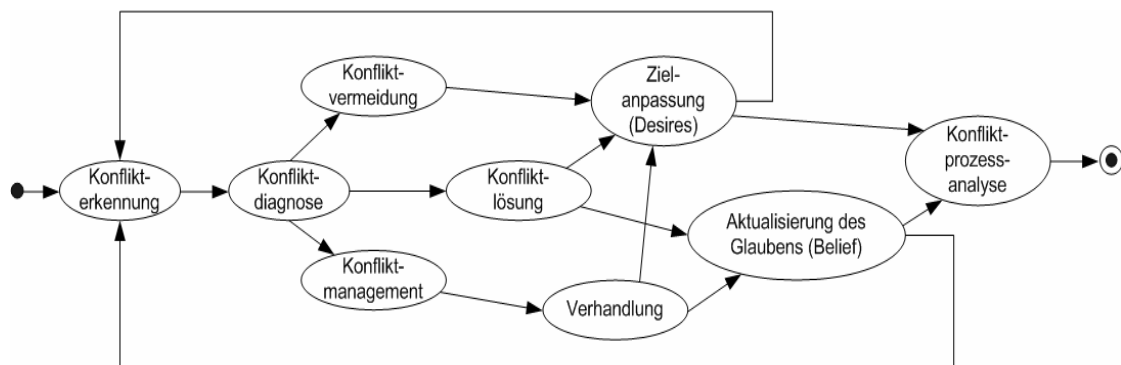 Konflikt-
erkennung
Konflikt-
diagnose
Konflikt-
vermeidung
Konflikt-
lösung
Konflikt-
management
Ziel-
anpassung
(Desires)
Verhandlung
Aktualisierung des
Glaubens (Belief)
Konflikt-
prozess-
analyse